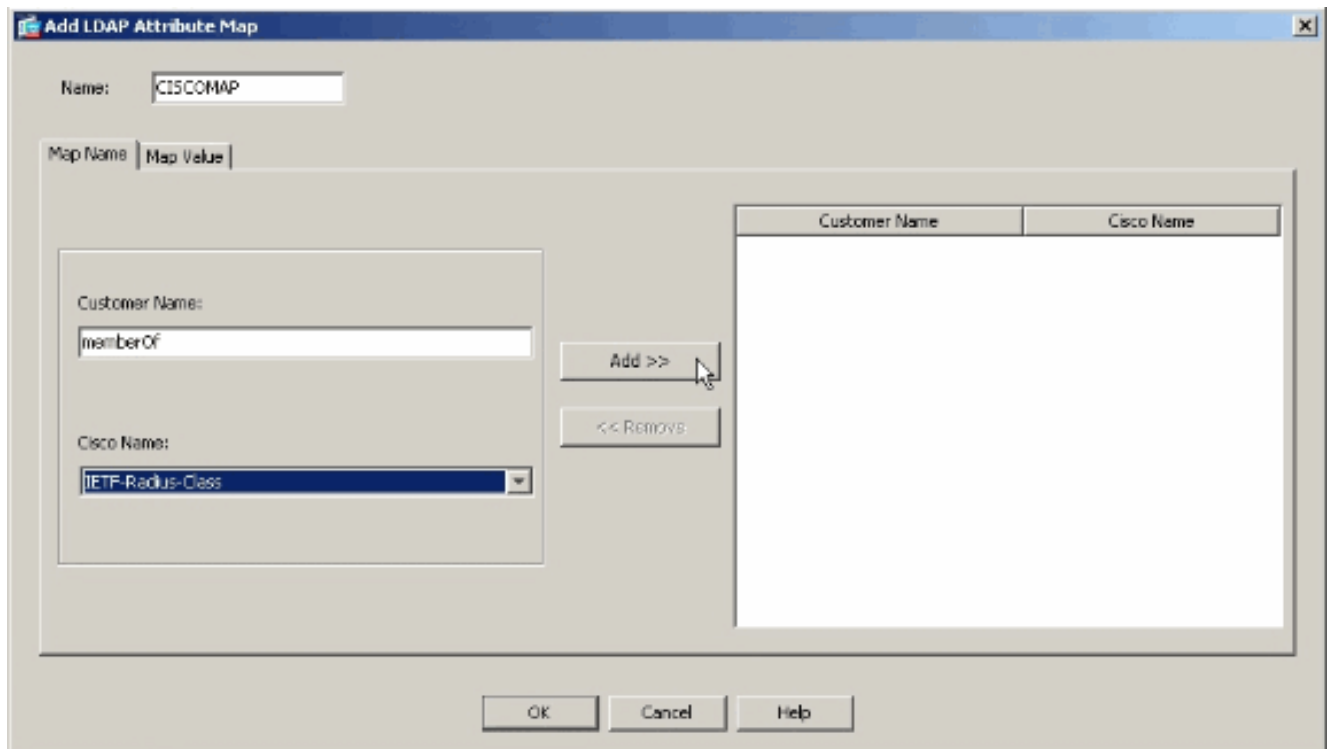 Add LDAP Attribute Map
Name: CISCOMAP
Map Name Map Value
Customer Name Cisco Name
Customer Name:
memberOf
Add >>
<< Remove
Cisco Name:
IETF-Radius-Class
OK Cancel Help